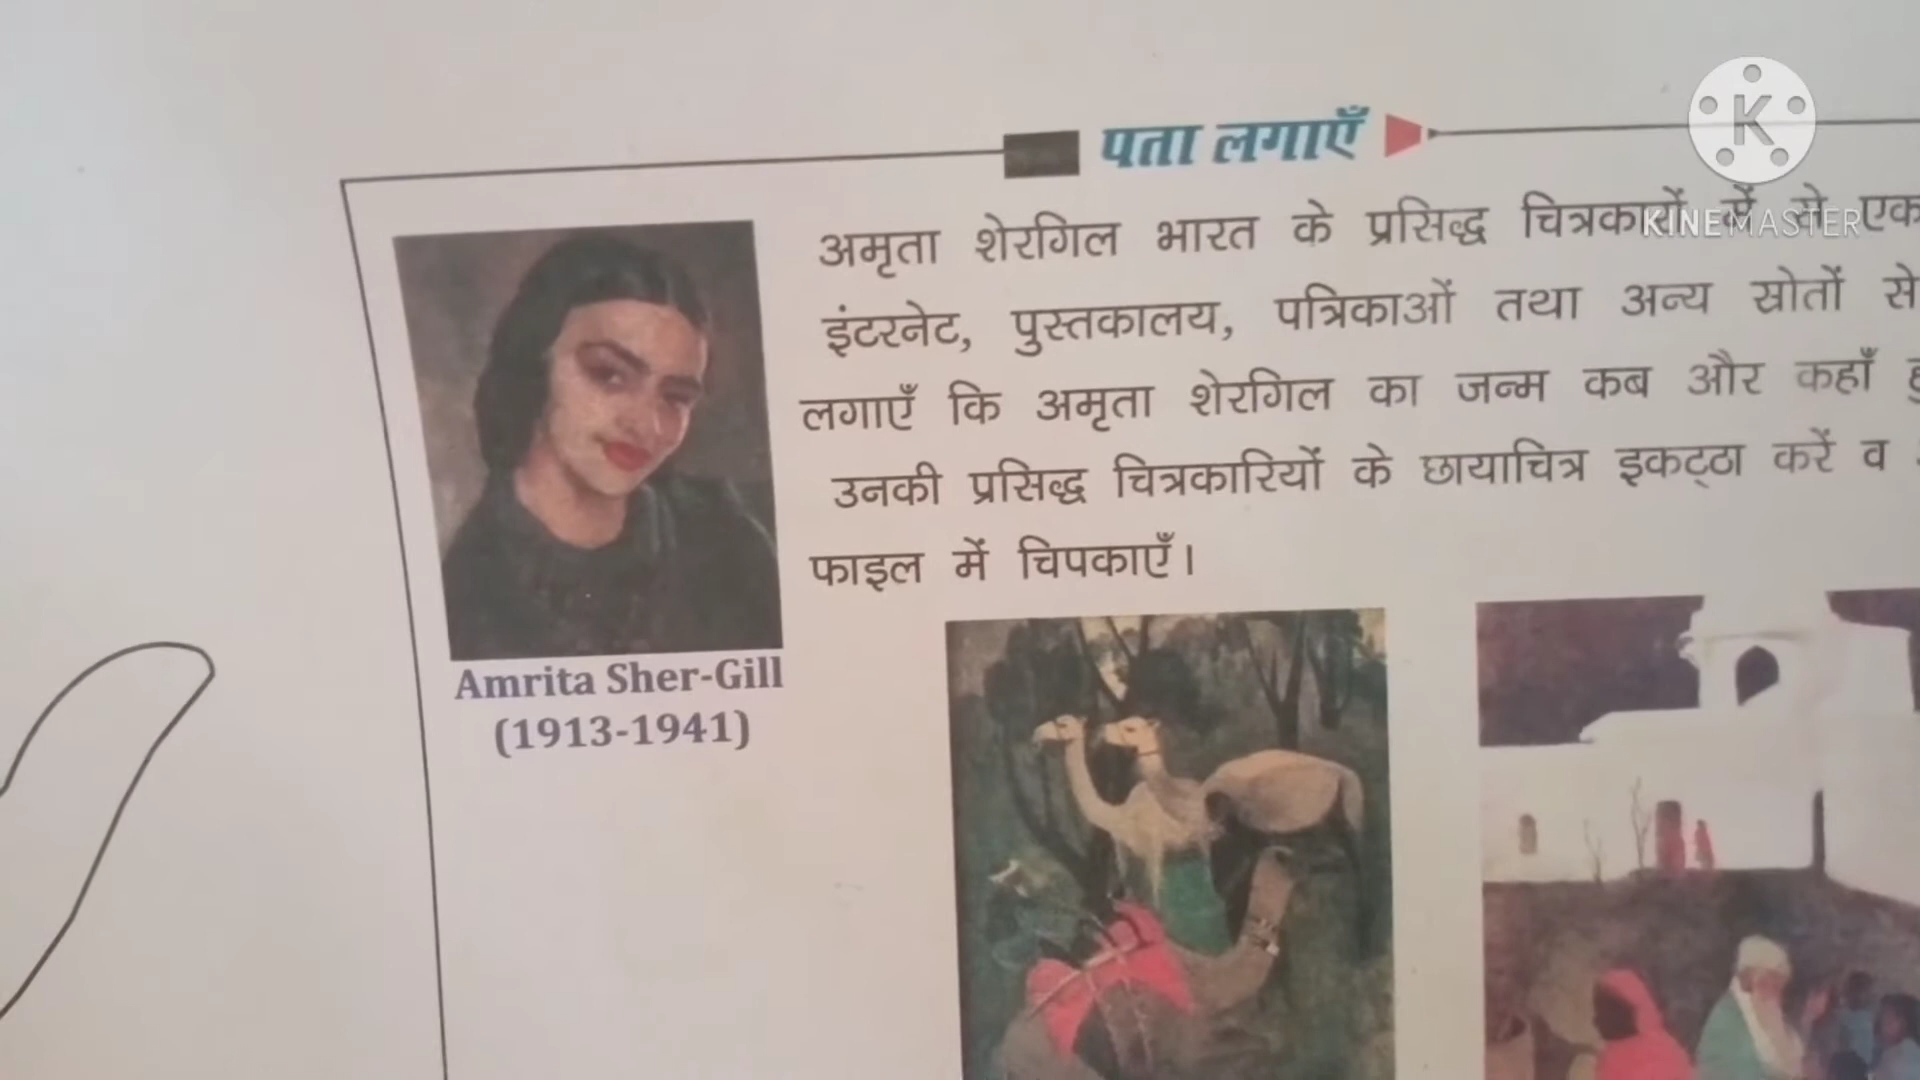 पता लगाएँ
अमृता शेरगिल भारत के प्रसिद्ध चित्रकारों में से एक
इंटरनेट, पुस्तकालय, पत्रिकाओं तथा अन्य स्रोतों से
लगाएँ कि अमृता शेरगिल का जन्म कब और कहाँ
उनकी प्रसिद्ध चित्रकारियों के छायाचित्र इकट्ठा करें व
फाइल में चिपकाएँ।
Amrita Sher-Gill
(1913-1941)
K
KINEMASTER